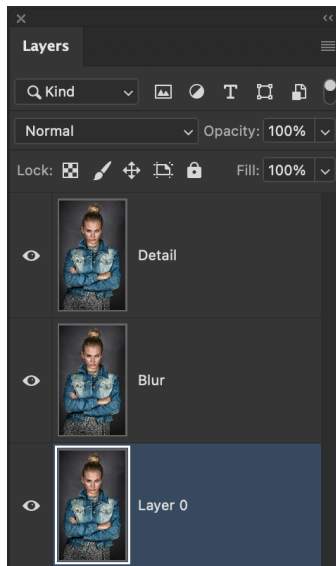 Layers
Kind
Normal Opacity: 100%
Lock: Fill: 100%
Detail
Blur
Layer 0